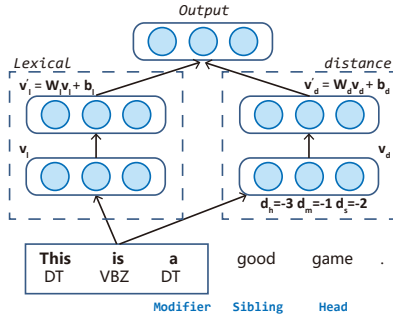 Output
Lexical
distance
v'l = Wlvl + bl
v'd = Wdvd + bd
vl
vd
dh=-3 dm=-1 ds=-2
This is a good game .
DT VBZ DT
Modifier Sibling Head